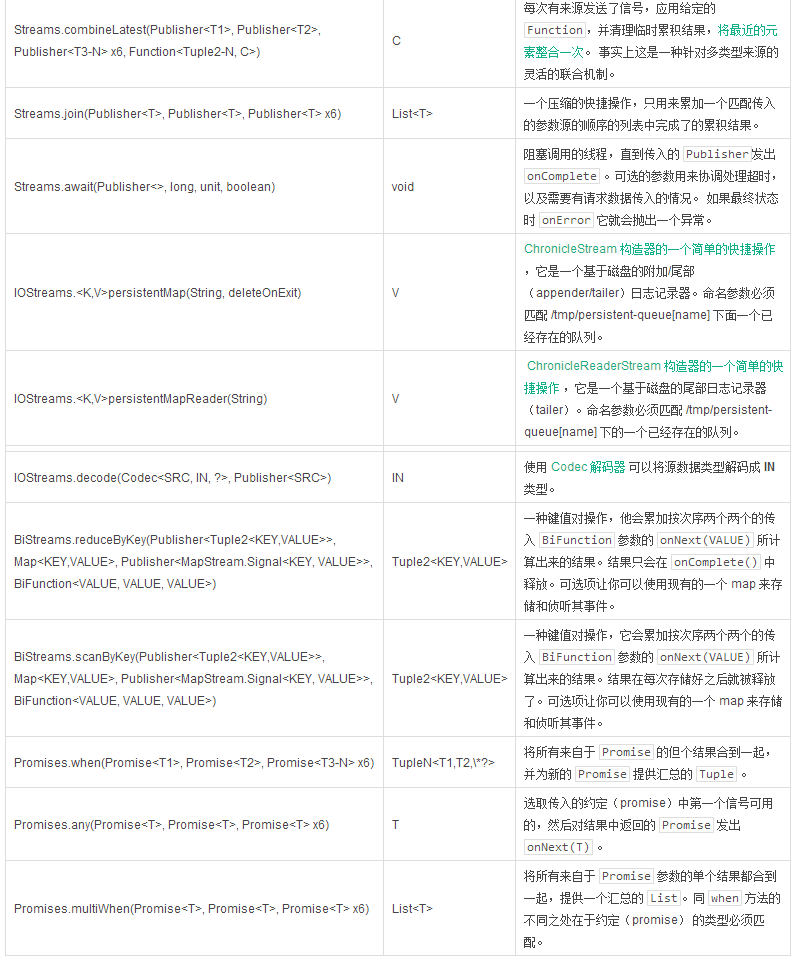 每次有来源发送了信号，应用给定的
Streams.combineLatest(Publisher<T1>, Publisher<T2>,
Publisher<T3-N> x6, Function<Tuple2-N, C>)
C
Function，并清理临时累积结果，将最近的元
素整合一次。 事实上这是一种针对多类型来源的
灵活的联合机制。
Streams.join(Publisher<T>, Publisher<T>, Publisher<T> x6)
List<T>
一个压缩的快捷操作，只用来累加一个匹配传入
的参数源的顺序的列表中完成了的累积结果。
Streams.await(Publisher<>, long, unit, boolean)
void
阻塞调用的线程，直到传入的 Publisher发出
onComplete 。可选的参数用来协调处理超时，
以及需要有请求数据传入的情况。 如果最终状态
时 onError 它就会抛出一个异常。
IOStreams.<K,V>persistentMap(String, deleteOnExit)
V
ChronicleStream 构造器的一个简单的快捷操作
，它是一个基于磁盘的附加/尾部
（appender/tailer）日志记录器。命名参数必须
匹配 /tmp/persistent-queue[name] 下面一个已
经存在的队列。
IOStreams.<K,V>persistentMapReader(String)
V
ChronicleReaderStream 构造器的一个简单的快
捷操作 ，它是一个基于磁盘的尾部日志记录器
（tailer）。命名参数必须匹配 /tmp/persistent-
queue[name] 下的一个已经存在的队列。
IOStreams.decode(Codec<SRC, IN, ?>, Publisher<SRC>)
IN
使用 Codec 解码器 可以将源数据类型解码成 IN
类型。
BiStreams.reduceByKey(Publisher<Tuple2<KEY,VALUE>>,
Map<KEY,VALUE>, Publisher<MapStream.Signal<KEY, VALUE>>,
BiFunction<VALUE, VALUE, VALUE>)
Tuple2<KEY,VALUE>
一种键值对操作，他会累加按次序两个两个的传
入 BiFunction 参数的 onNext(VALUE) 所计
算出来的结果。结果只会在 onComplete() 中
释放。可选项让你可以使用现有的一个 map 来存
储和侦听其事件。
BiStreams.scanByKey(Publisher<Tuple2<KEY,VALUE>>,
Map<KEY,VALUE>, Publisher<MapStream.Signal<KEY, VALUE>>,
BiFunction<VALUE, VALUE, VALUE>)
Tuple2<KEY,VALUE>
一种键值对操作，它会累加按次序两个两个的传
入 BiFunction 参数的 onNext(VALUE) 所计
算出来的结果。结果在每次存储好之后就被释放
了。可选项让你可以使用现有的一个 map 来存储
和侦听其事件。
Promises.when(Promise<T1>, Promise<T2>, Promise<T3-N> x6)
TupleN<T1,T2,\*?>
将所有来自于 Promise 的但个结果合到一起，
并为新的 Promise 提供汇总的 Tuple 。
Promises.any(Promise<T>, Promise<T>, Promise<T> x6)
T
选取传入的约定（promise）中第一个信号可用
的，然后对结果中返回的 Promise 发出
onNext(T) 。
Promises.multiWhen(Promise<T>, Promise<T>, Promise<T> x6)
List<T>
将所有来自于 Promise 参数的单个结果都合到
一起，提供一个汇总的 List 。同 when 方法的
不同之处在于约定（promise） 的类型必须匹
配。